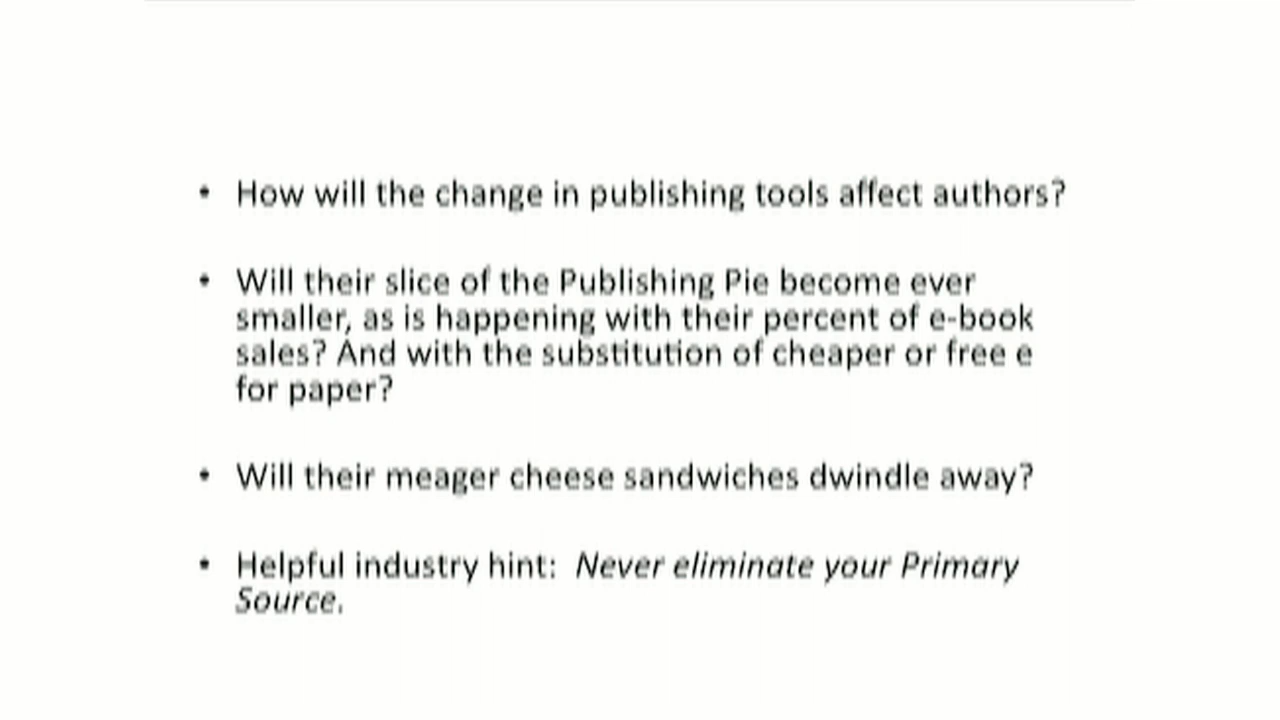 • How will the change in publishing tools affect authors?
• Will their slice of the Publishing Pie become ever
smaller, as is happening with their percent of e-book
sales? And with the substitution of cheaper or free e
for paper?
• Will their meager cheese sandwiches dwindle away?
• Helpful industry hint: Never eliminate your Primary
Source.